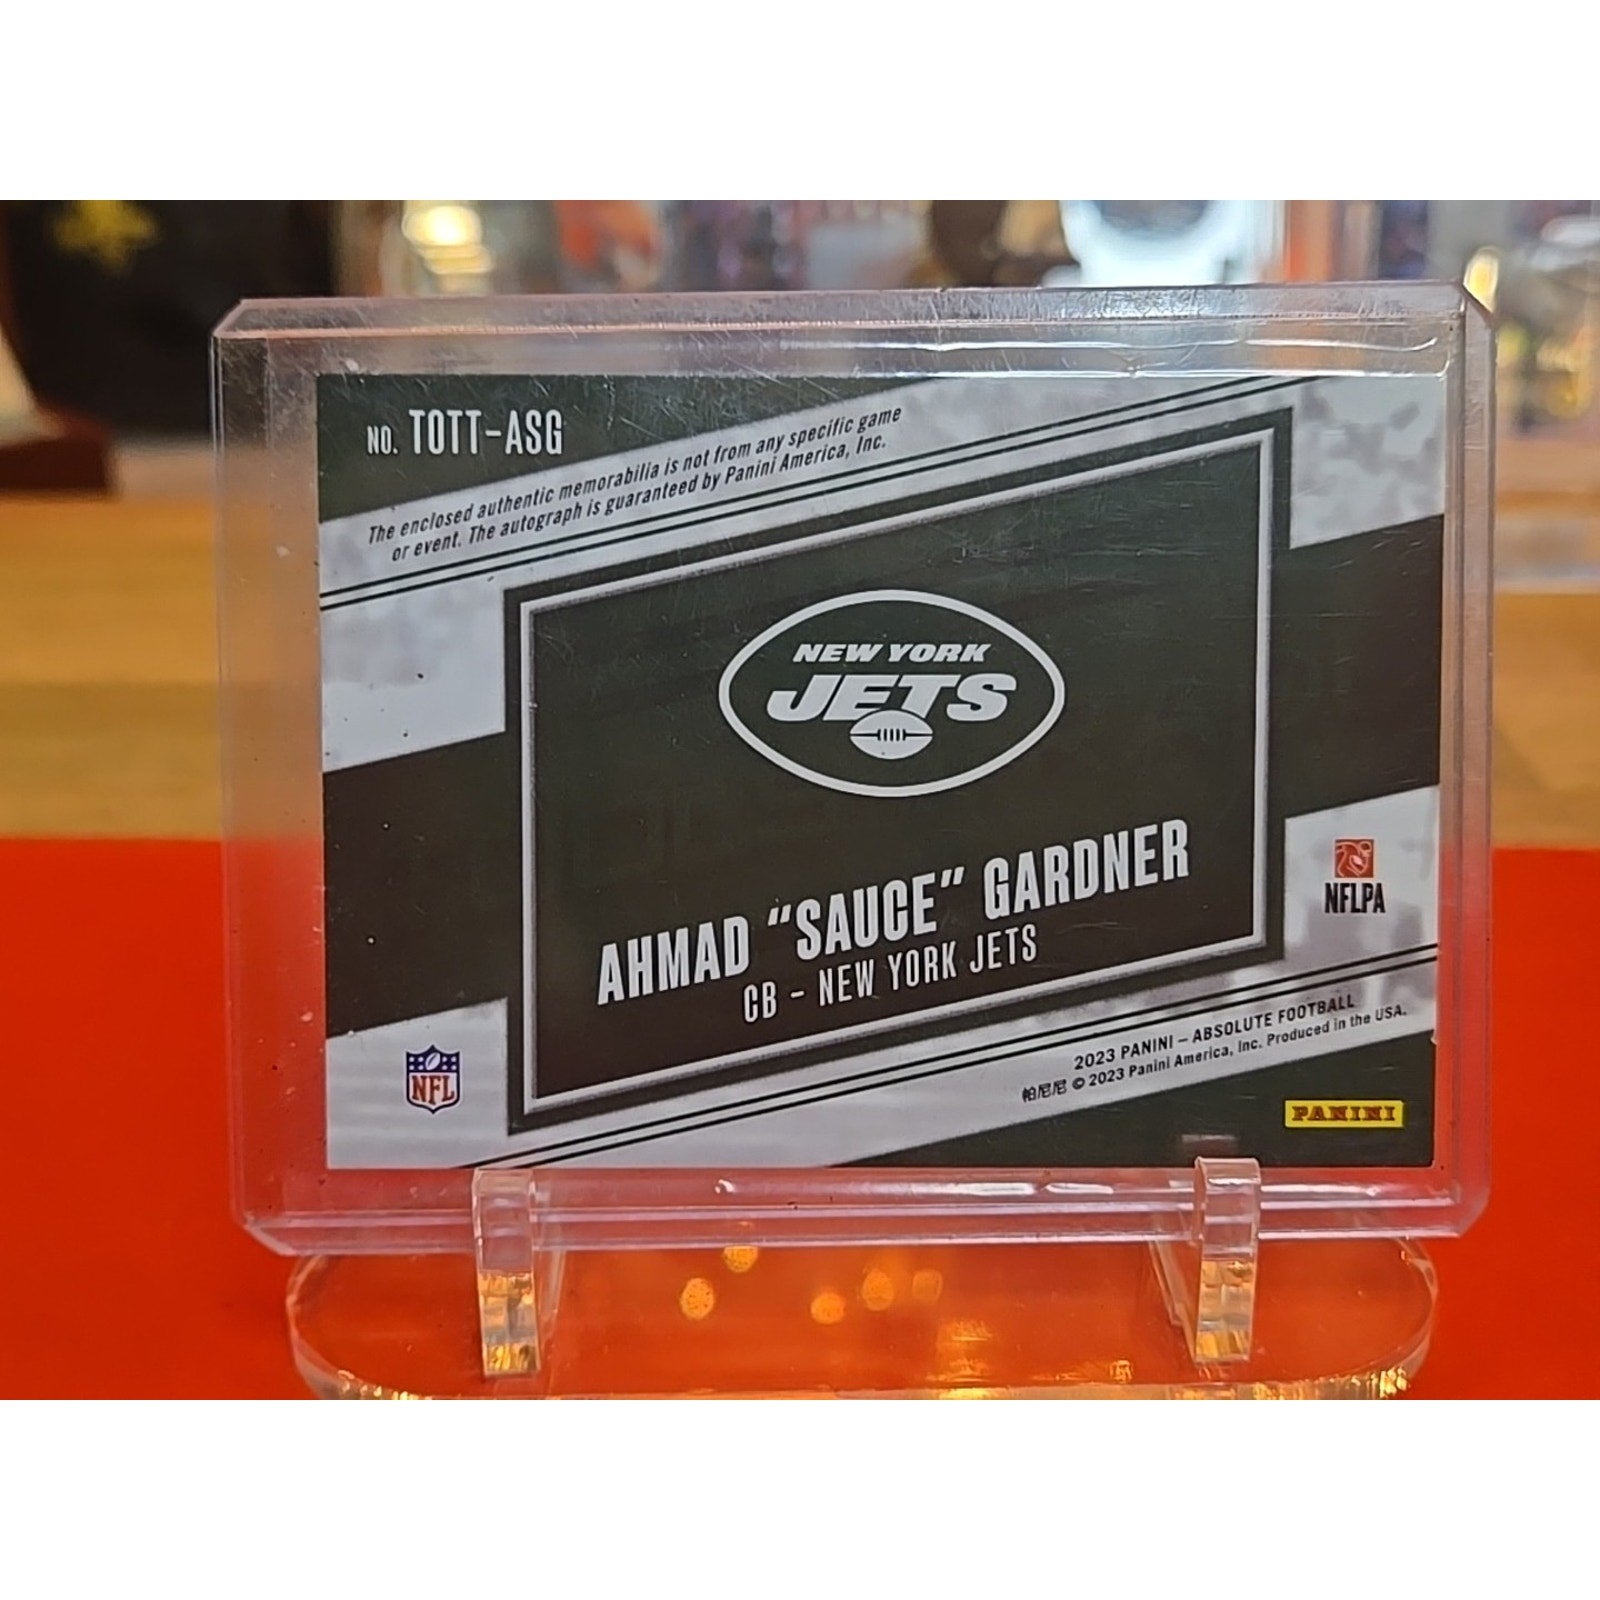 NO. TOTT-ASG
The enclosed authentic memorabilia is not from any specific game
or event. The autograph is guaranteed by Panini America, Inc.
NEW YORK
JETS
AHMAD “SAUCE” GARDNER
CB - NEW YORK JETS
NFLPA
NFL
2023 PANINI – ABSOLUTE FOOTBALL
帕尼尼 © 2023 Panini America, Inc. Produced in the USA.
PANINI